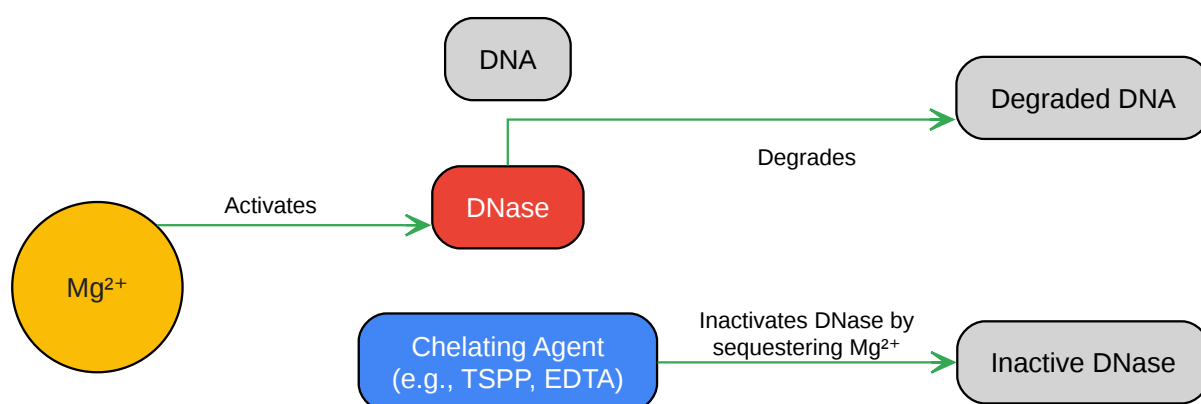 DNA
Degraded DNA
Degrades
Activates
DNase
Mg²⁺
Inactivates DNase by
sequestering Mg²⁺
Chelating Agent
(e.g., TSPP, EDTA)
Inactive DNase